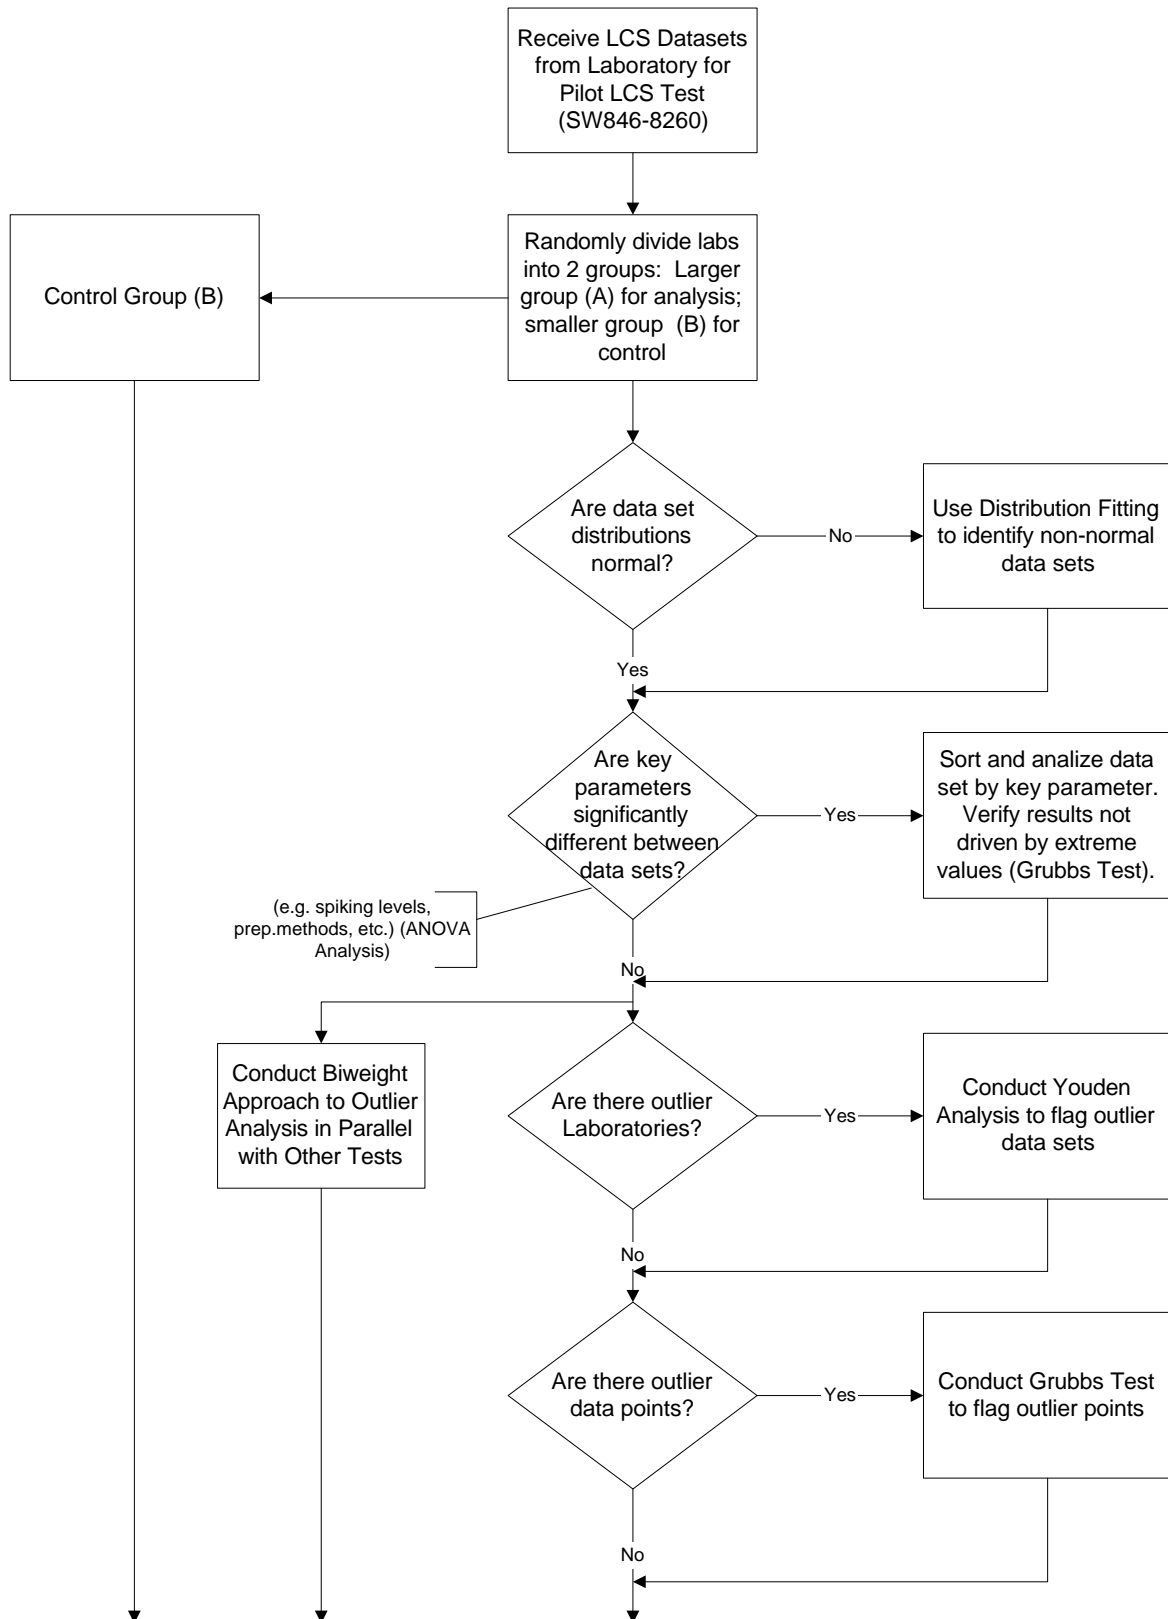 Receive LCS Datasets
from Laboratory for
Pilot LCS Test
(SW846-8260)
Control Group (B)
Randomly divide labs
into 2 groups:  Larger
group (A) for analysis;
smaller group  (B) for
control
Are data set
distributions
normal?
No
Use Distribution Fitting
to identify non-normal
data sets
Yes
Are key
parameters
significantly
different between
data sets?
Yes
Sort and analize data
set by key parameter.
Verify results not
driven by extreme
values (Grubbs Test).
(e.g. spiking levels,
prep.methods, etc.) (ANOVA
Analysis)
No
Conduct Biweight
Approach to Outlier
Analysis in Parallel
with Other Tests
Are there outlier
Laboratories?
Yes
Conduct Youden
Analysis to flag outlier
data sets
No
Are there outlier
data points?
Yes
Conduct Grubbs Test
to flag outlier points
No